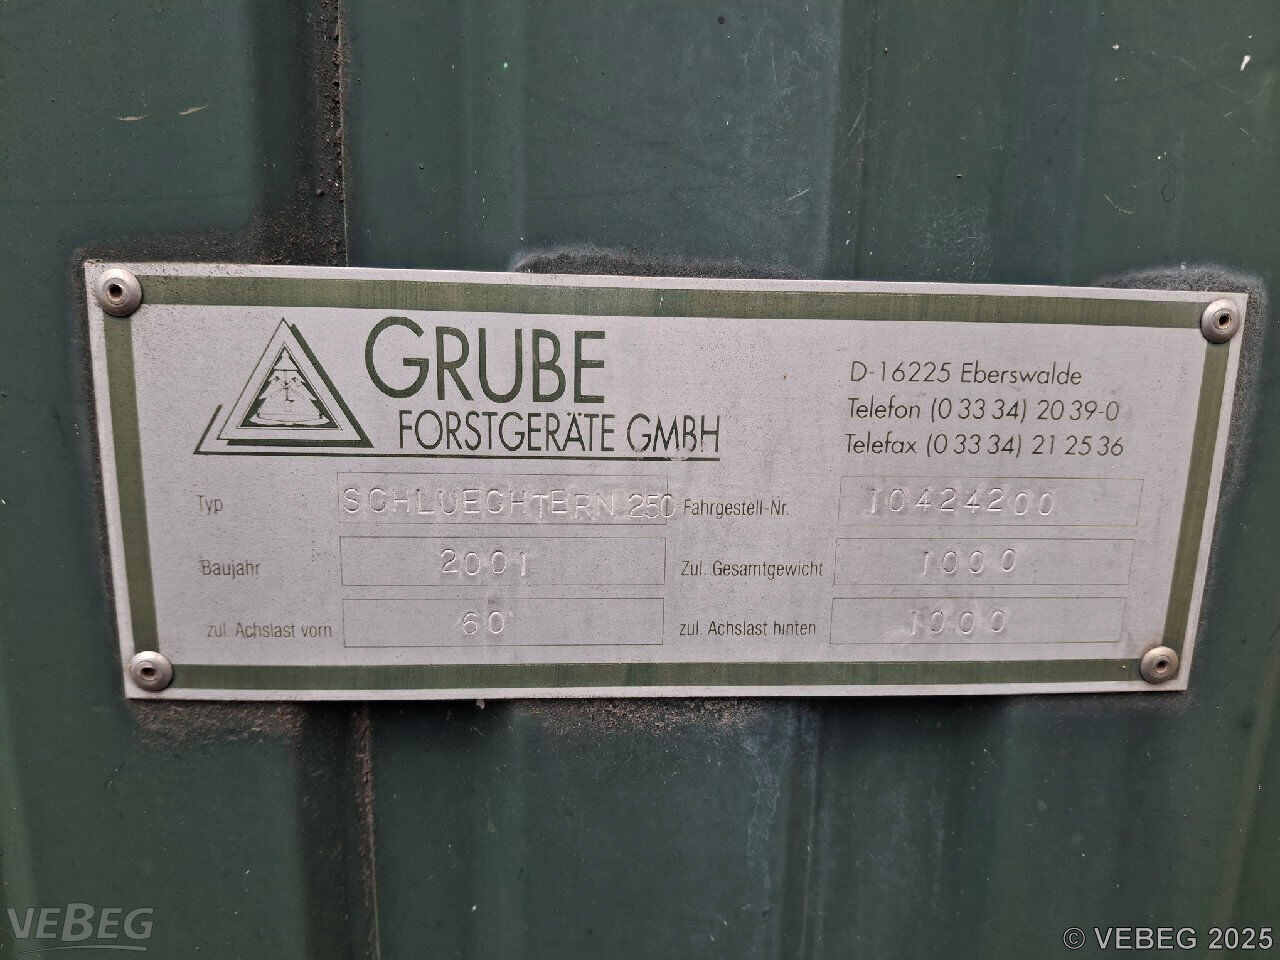 GRUBE
FORSTGERÄTE GMBH
D-16225 Eberswalde
Telefon (0 33 34) 20 39-0
Telefax (0 33 34) 21 25 36
Typ SCHLUECHTERN 250 Fahrgestell-Nr. 10424200
Baujahr 2001 Zul. Gesamtgewicht 1000
zul. Achslast vorn 60 zul. Achslast hinten 1000
VEBEG
© VEBEG 2025